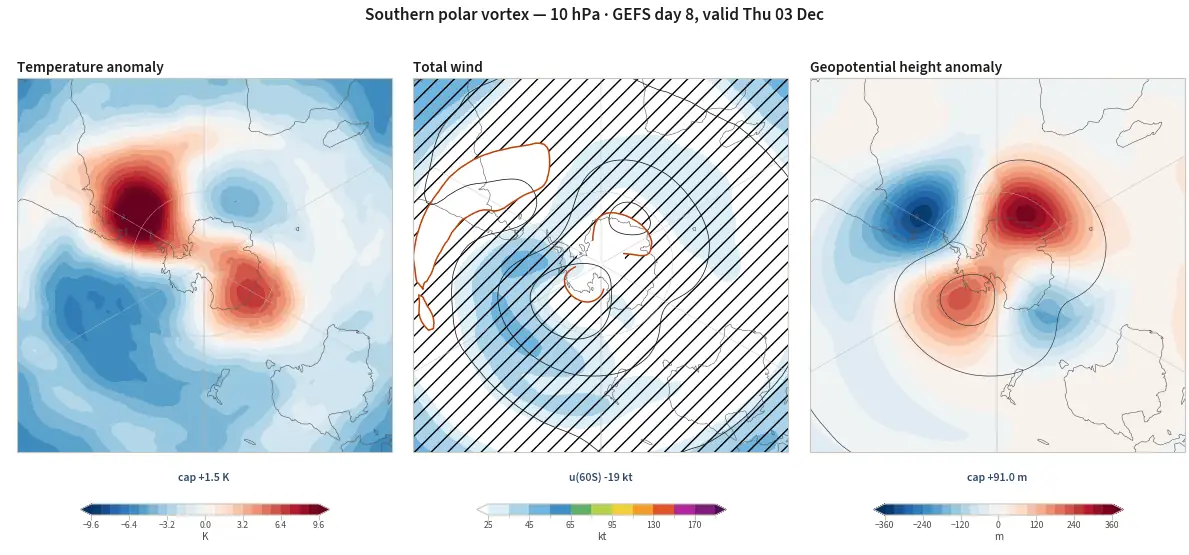 Southern polar vortex — 10 hPa · GEFS day 8, valid Thu 03 Dec
Temperature anomaly
Total wind
Geopotential height anomaly
cap +1.5 K
u(60S) -19 kt
cap +91.0 m
−9.6 −6.4 −3.2 0.0 3.2 6.4 9.6
K
25 45 65 95 130 170
kt
−360 −240 −120 0 120 240 360
m